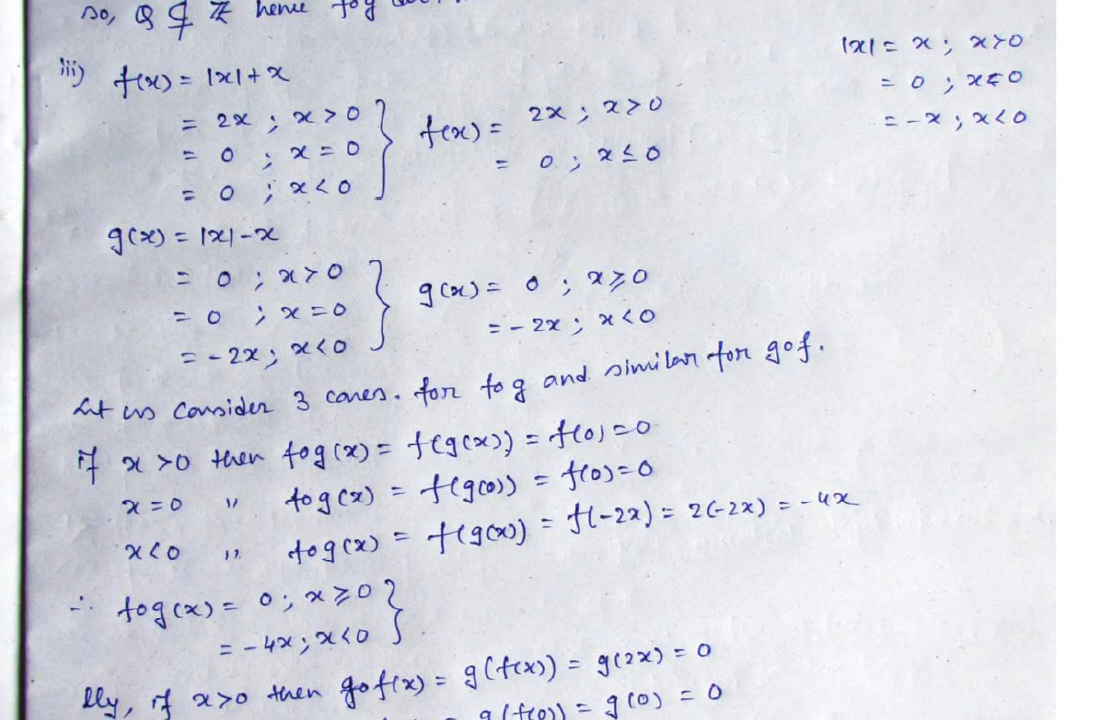 so, Q ⊄ Z hence fog
iii) f(x) = |x| + x
= 2x ; x > 0
= 0 ; x = 0
= 0 ; x < 0
f(x) = 2x ; x > 0
= 0 ; x ≤ 0
|x| = x ; x > 0
= 0 ; x = 0
= -x ; x < 0
g(x) = |x| - x
= 0 ; x > 0
= 0 ; x = 0
= - 2x ; x < 0
g(x) = 0 ; x ≥ 0
= - 2x ; x < 0
Let us consider 3 cases. for fog and similar for gof.
if x > 0 then fog(x) = f(g(x)) = f(0) = 0
x = 0 " fog(x) = f(g(0)) = f(0) = 0
x < 0 " fog(x) = f(g(x)) = f(-2x) = 2(-2x) = - 4x
∴ fog(x) = 0 ; x ≥ 0
= - 4x ; x < 0
lly, if x > 0 then gof(x) = g(f(x)) = g(2x) = 0
= g(f(0)) = g(0) = 0